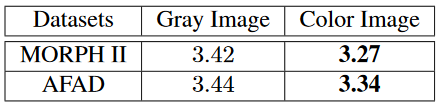 Datasets Gray Image Color Image
MORPH II 3.42 3.27
AFAD 3.44 3.34